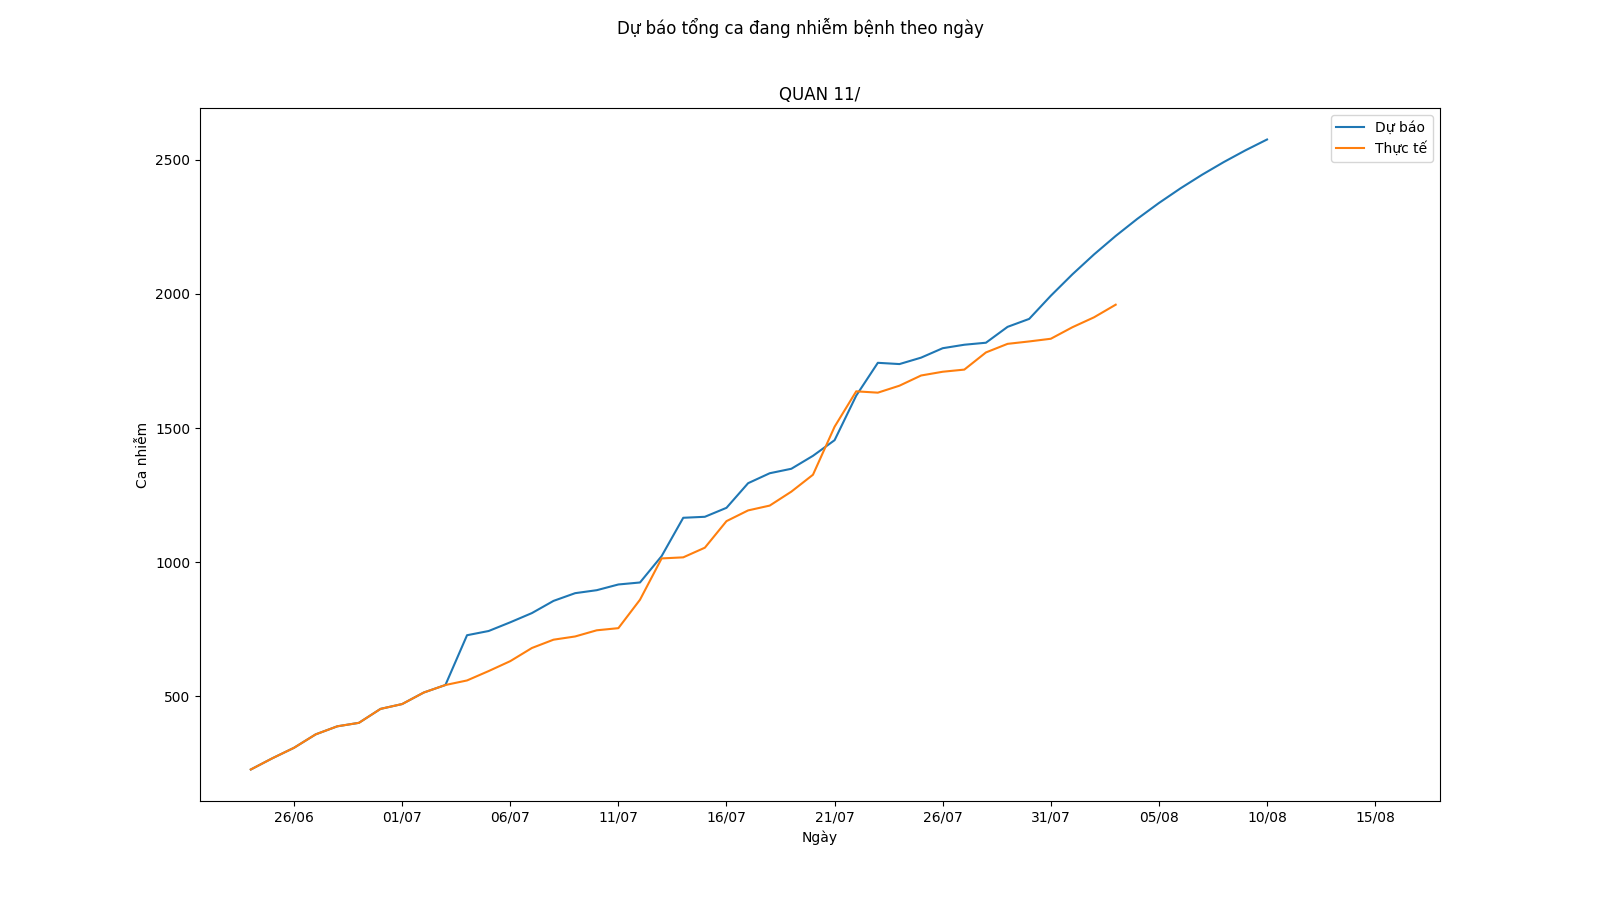 Dự báo tổng ca đang nhiễm bệnh theo ngày
QUAN 11/
Dự báo
Thực tế
2500
2000
1500
1000
500
Ca nhiễm
26/06 01/07 06/07 11/07 16/07 21/07 26/07 31/07 05/08 10/08 15/08
Ngày